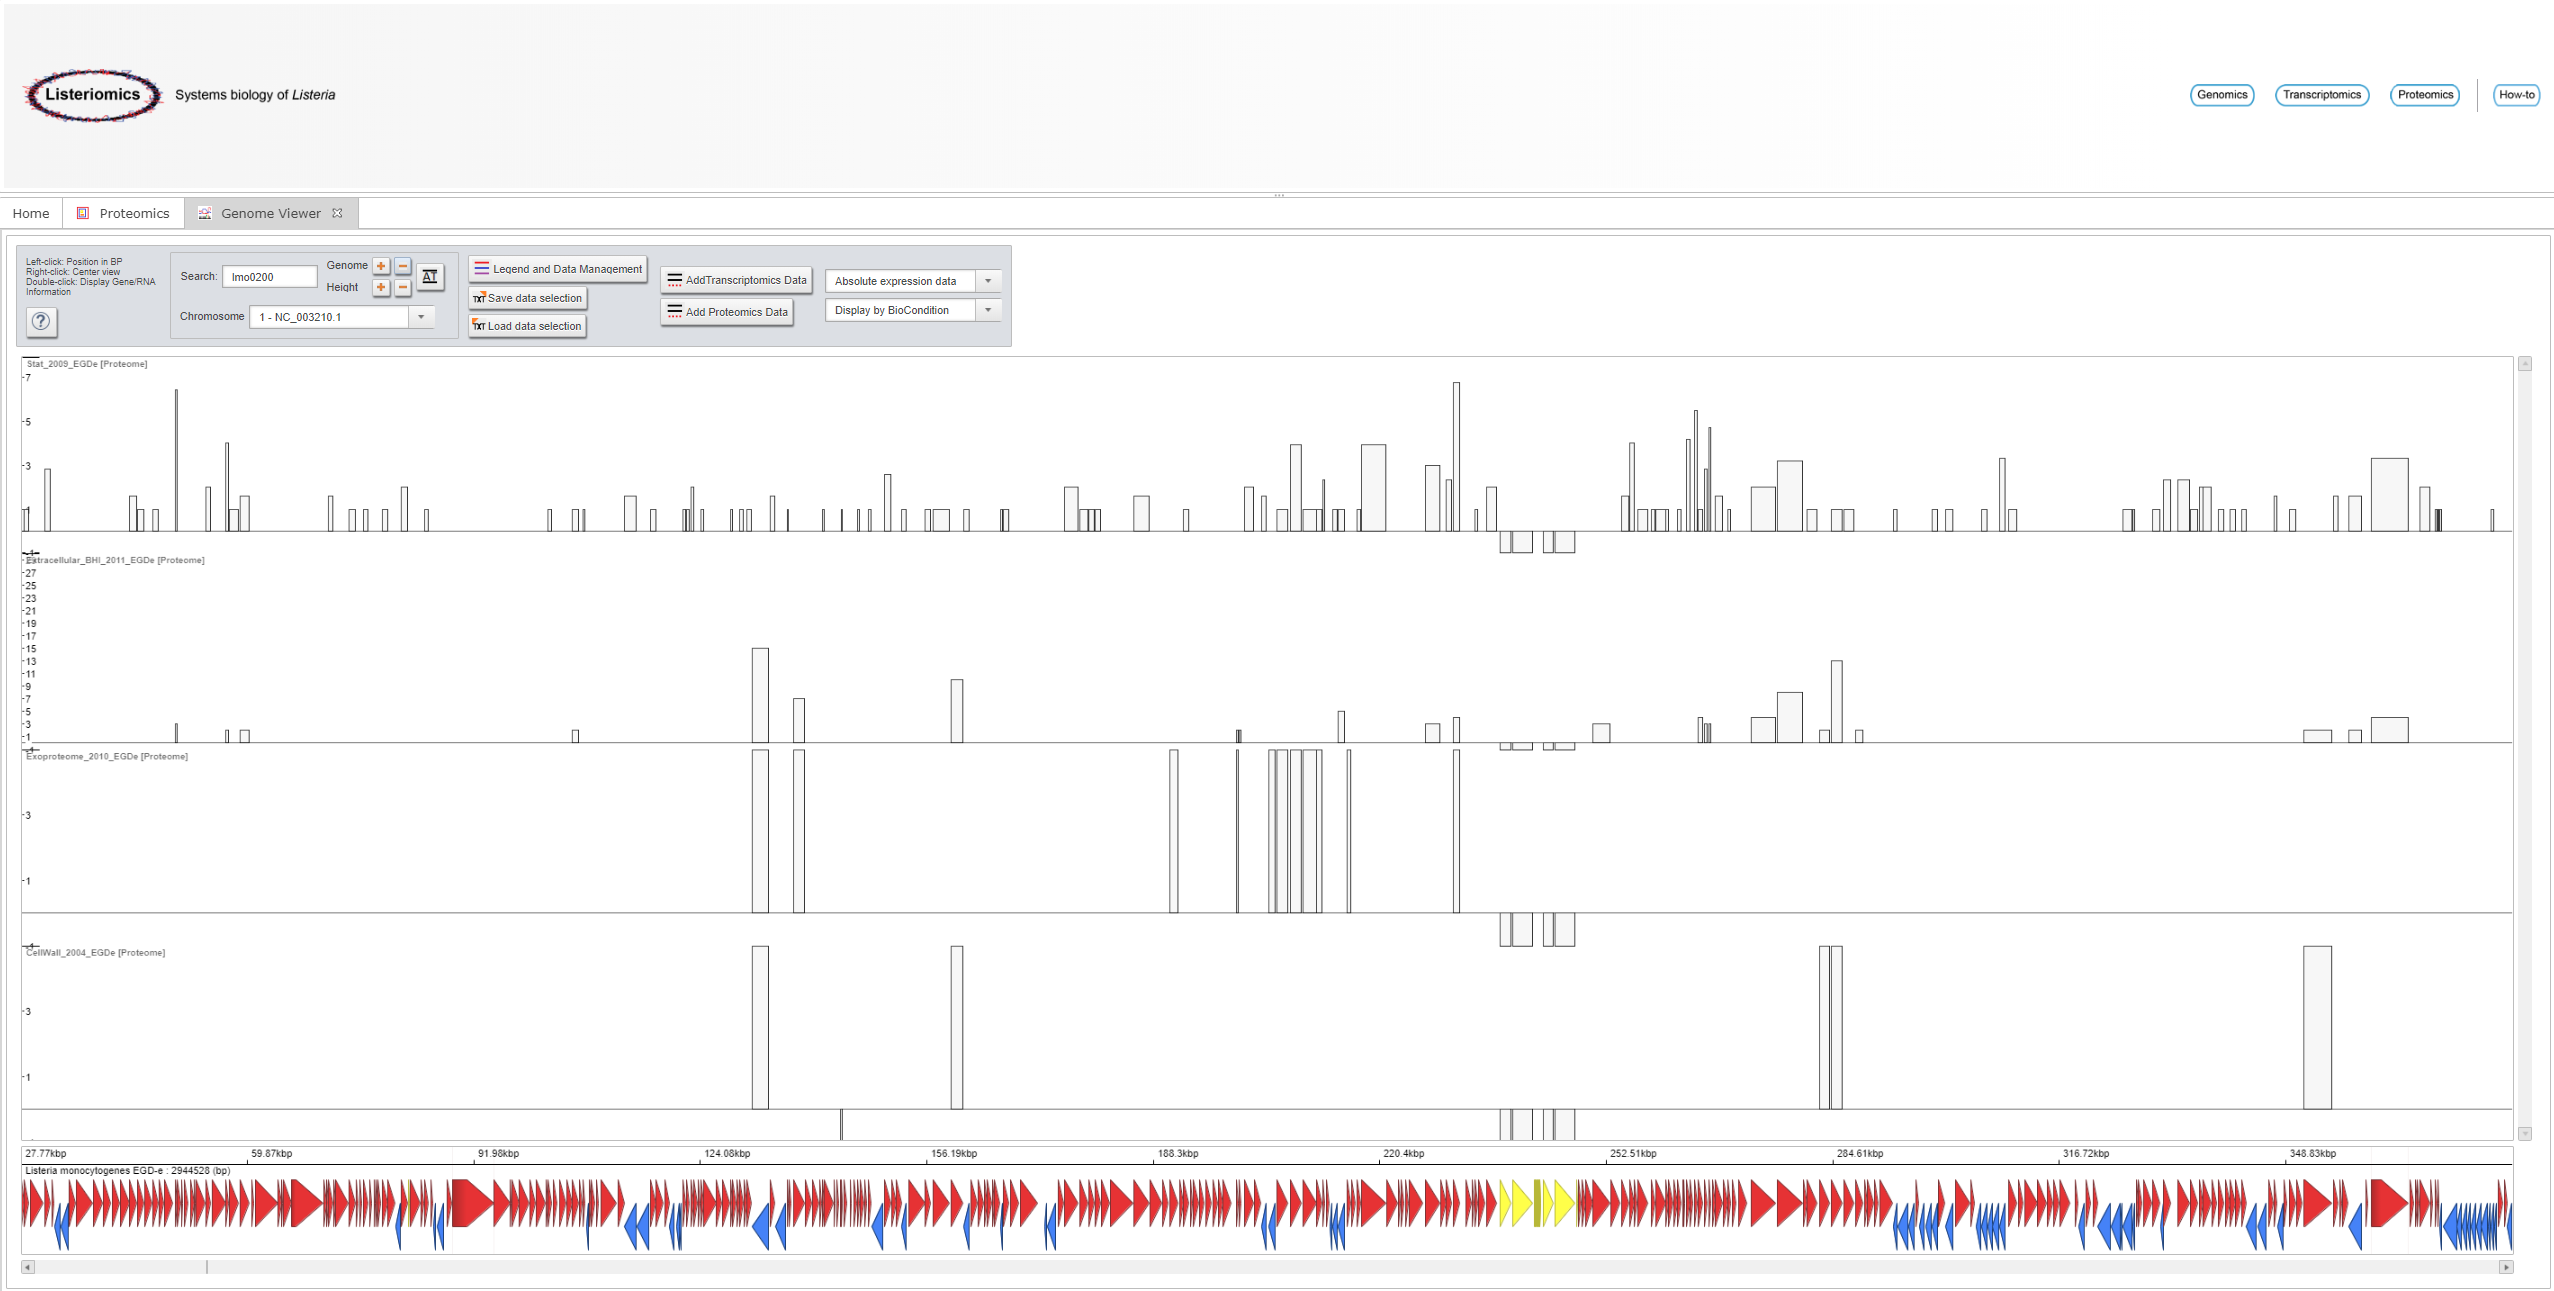 Listeriomics
Systems biology of Listeria
Genomics
Transcriptomics
Proteomics
How-to
Home
Proteomics
Genome Viewer
Left-click: Position in BP
Right-click: Center view
Double-click: Display Gene/RNA
Information
?
Search:
lmo0200
Genome
Height
Chromosome
1 - NC_003210.1
Legend and Data Management
TXT Save data selection
TXT Load data selection
AddTranscriptomics Data
Add Proteomics Data
Absolute expression data
Display by BioCondition
Stat_2009_EGDe [Proteome]
7
5
3
1
-1
Extracellular_BHI_2011_EGDe [Proteome]
27
25
23
21
19
17
15
13
11
9
7
5
3
1
-1
Exoproteome_2010_EGDe [Proteome]
3
1
-1
CellWall_2004_EGDe [Proteome]
3
1
27.77kbp
59.87kbp
91.98kbp
124.08kbp
156.19kbp
188.3kbp
220.4kbp
252.51kbp
284.61kbp
316.72kbp
348.83kbp
Listeria monocytogenes EGD-e : 2944528 (bp)